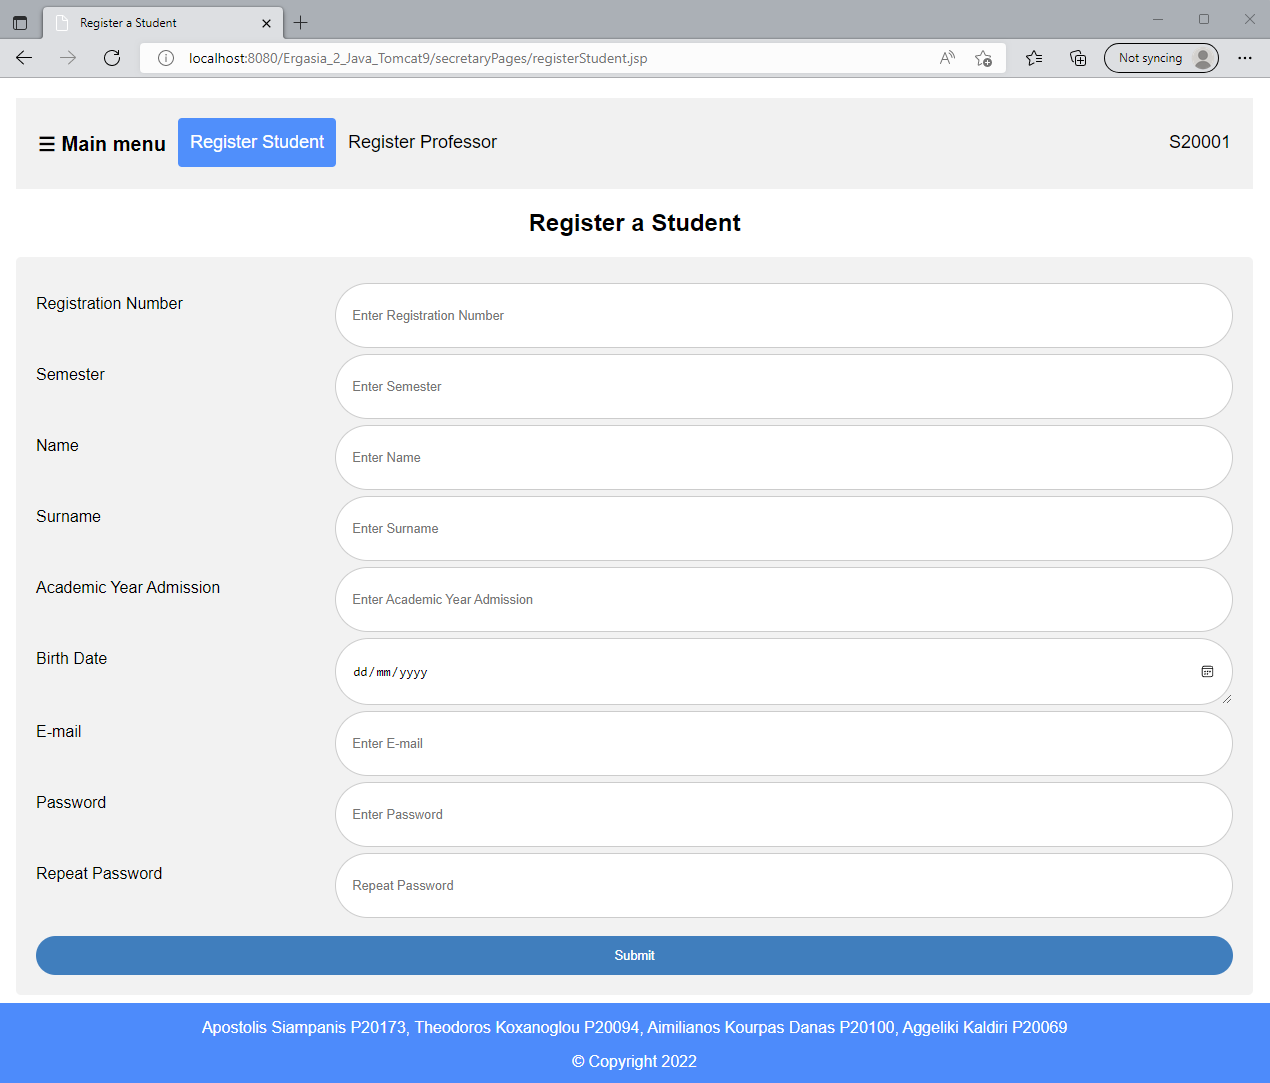 Register a Student
localhost:8080/Ergasia_2_Java_Tomcat9/secretaryPages/registerStudent.jsp
Not syncing
☰ Main menu
Register Student
Register Professor
S20001
Register a Student
Registration Number
Enter Registration Number
Semester
Enter Semester
Name
Enter Name
Surname
Enter Surname
Academic Year Admission
Enter Academic Year Admission
Birth Date
dd/mm/yyyy
E-mail
Enter E-mail
Password
Enter Password
Repeat Password
Repeat Password
Submit
Apostolis Siampanis P20173, Theodoros Koxanoglou P20094, Aimilianos Kourpas Danas P20100, Aggeliki Kaldiri P20069
© Copyright 2022